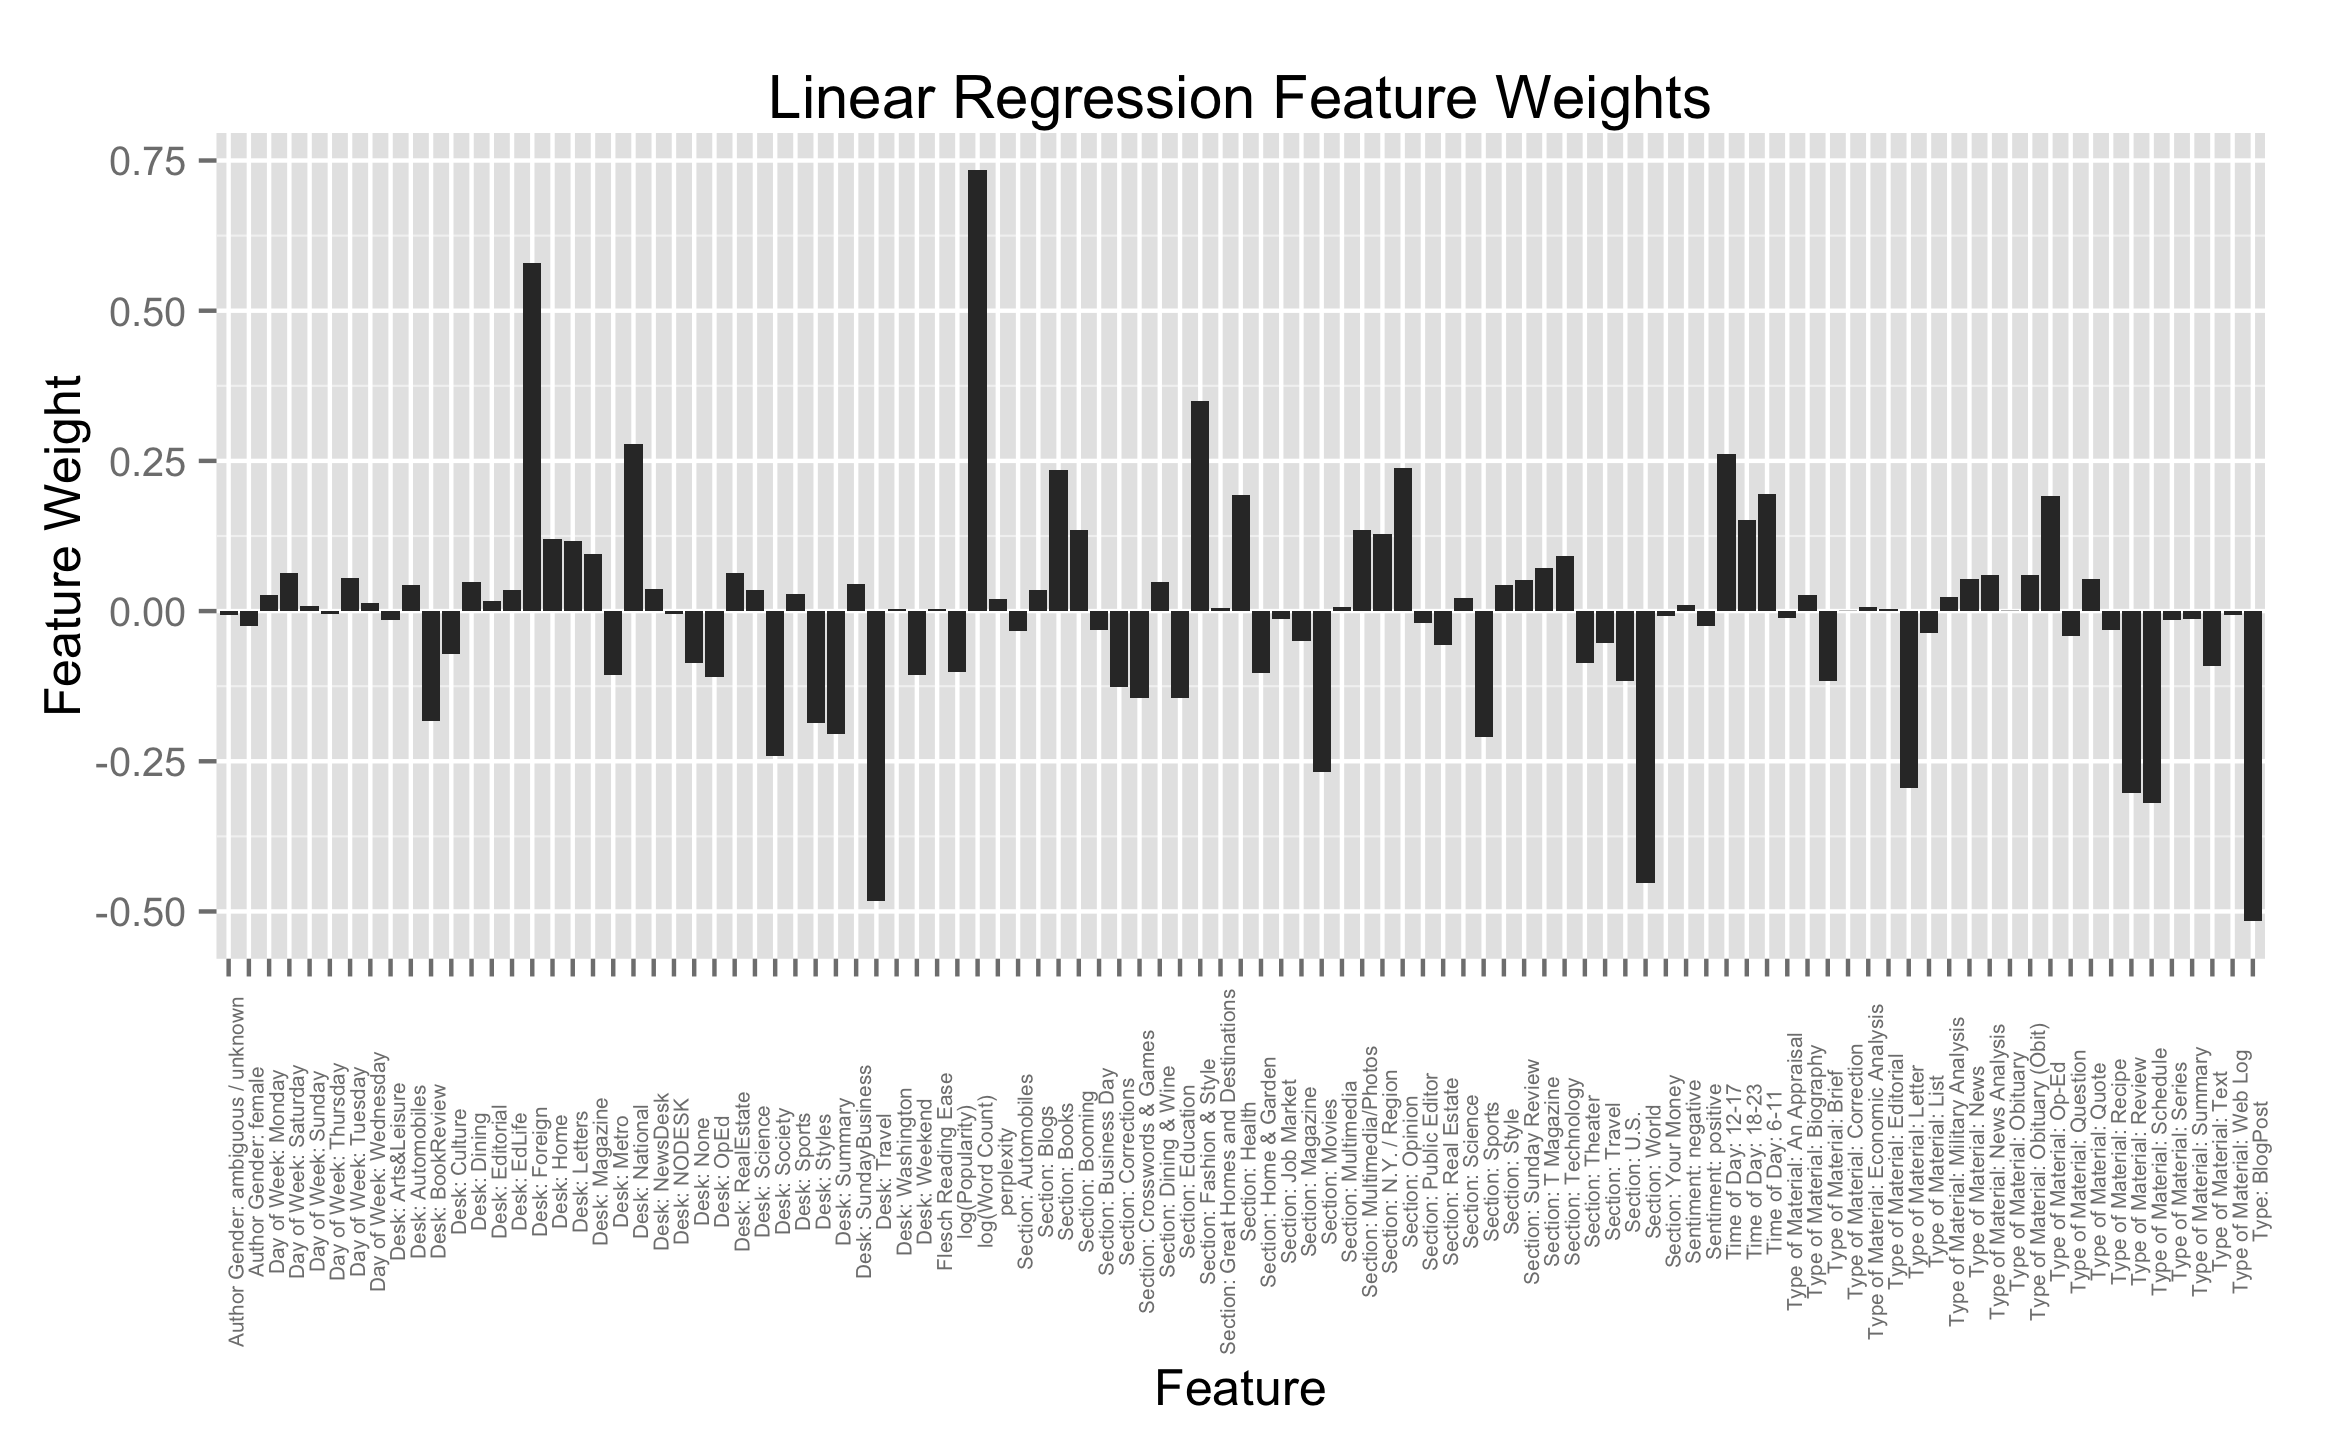 Linear Regression Feature Weights
Feature Weight
0.75
0.50
0.25
0.00
-0.25
-0.50
Author Gender: ambiguous / unknown
Author Gender: female
Day of Week: Monday
Day of Week: Saturday
Day of Week: Sunday
Day of Week: Thursday
Day of Week: Tuesday
Day of Week: Wednesday
Desk: Arts&Leisure
Desk: Automobiles
Desk: BookReview
Desk: Culture
Desk: Dining
Desk: Editorial
Desk: EdLife
Desk: Foreign
Desk: Home
Desk: Letters
Desk: Magazine
Desk: Metro
Desk: National
Desk: NewsDesk
Desk: NODESK
Desk: None
Desk: OpEd
Desk: RealEstate
Desk: Science
Desk: Society
Desk: Sports
Desk: Styles
Desk: Summary
Desk: SundayBusiness
Desk: Travel
Desk: Washington
Desk: Weekend
Flesch Reading Ease
log(Popularity)
log(Word Count)
perplexity
Section: Automobiles
Section: Blogs
Section: Books
Section: Booming
Section: Business Day
Section: Corrections
Section: Crosswords & Games
Section: Dining & Wine
Section: Education
Section: Fashion & Style
Section: Great Homes and Destinations
Section: Health
Section: Home & Garden
Section: Job Market
Section: Magazine
Section: Movies
Section: Multimedia
Section: Multimedia/Photos
Section: N.Y. / Region
Section: Opinion
Section: Public Editor
Section: Real Estate
Section: Science
Section: Sports
Section: Style
Section: Sunday Review
Section: T Magazine
Section: Technology
Section: Theater
Section: Travel
Section: U.S.
Section: World
Section: Your Money
Sentiment: negative
Sentiment: positive
Time of Day: 12-17
Time of Day: 18-23
Time of Day: 6-11
Type of Material: An Appraisal
Type of Material: Biography
Type of Material: Brief
Type of Material: Correction
Type of Material: Economic Analysis
Type of Material: Editorial
Type of Material: Letter
Type of Material: List
Type of Material: Military Analysis
Type of Material: News
Type of Material: News Analysis
Type of Material: Obituary
Type of Material: Obituary (Obit)
Type of Material: Op-Ed
Type of Material: Question
Type of Material: Quote
Type of Material: Recipe
Type of Material: Review
Type of Material: Schedule
Type of Material: Series
Type of Material: Summary
Type of Material: Text
Type of Material: Web Log
Type: BlogPost
Feature